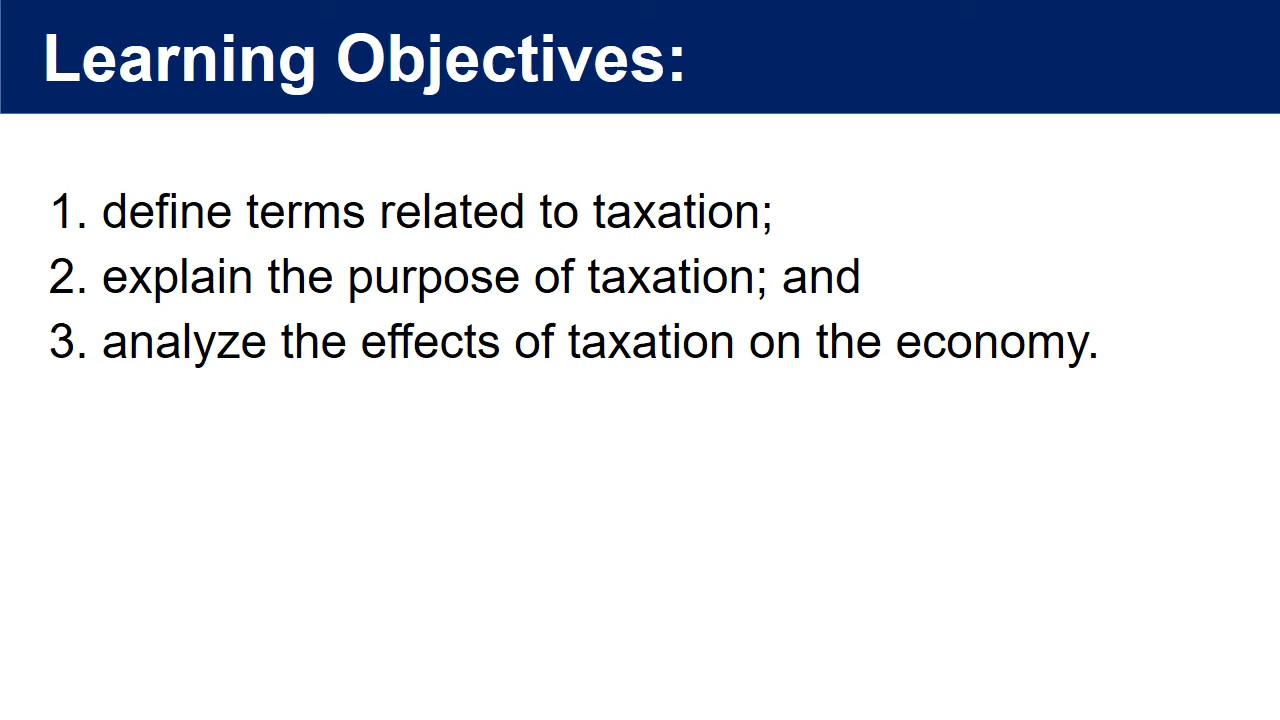 Learning Objectives:
1. define terms related to taxation;
2. explain the purpose of taxation; and
3. analyze the effects of taxation on the economy.